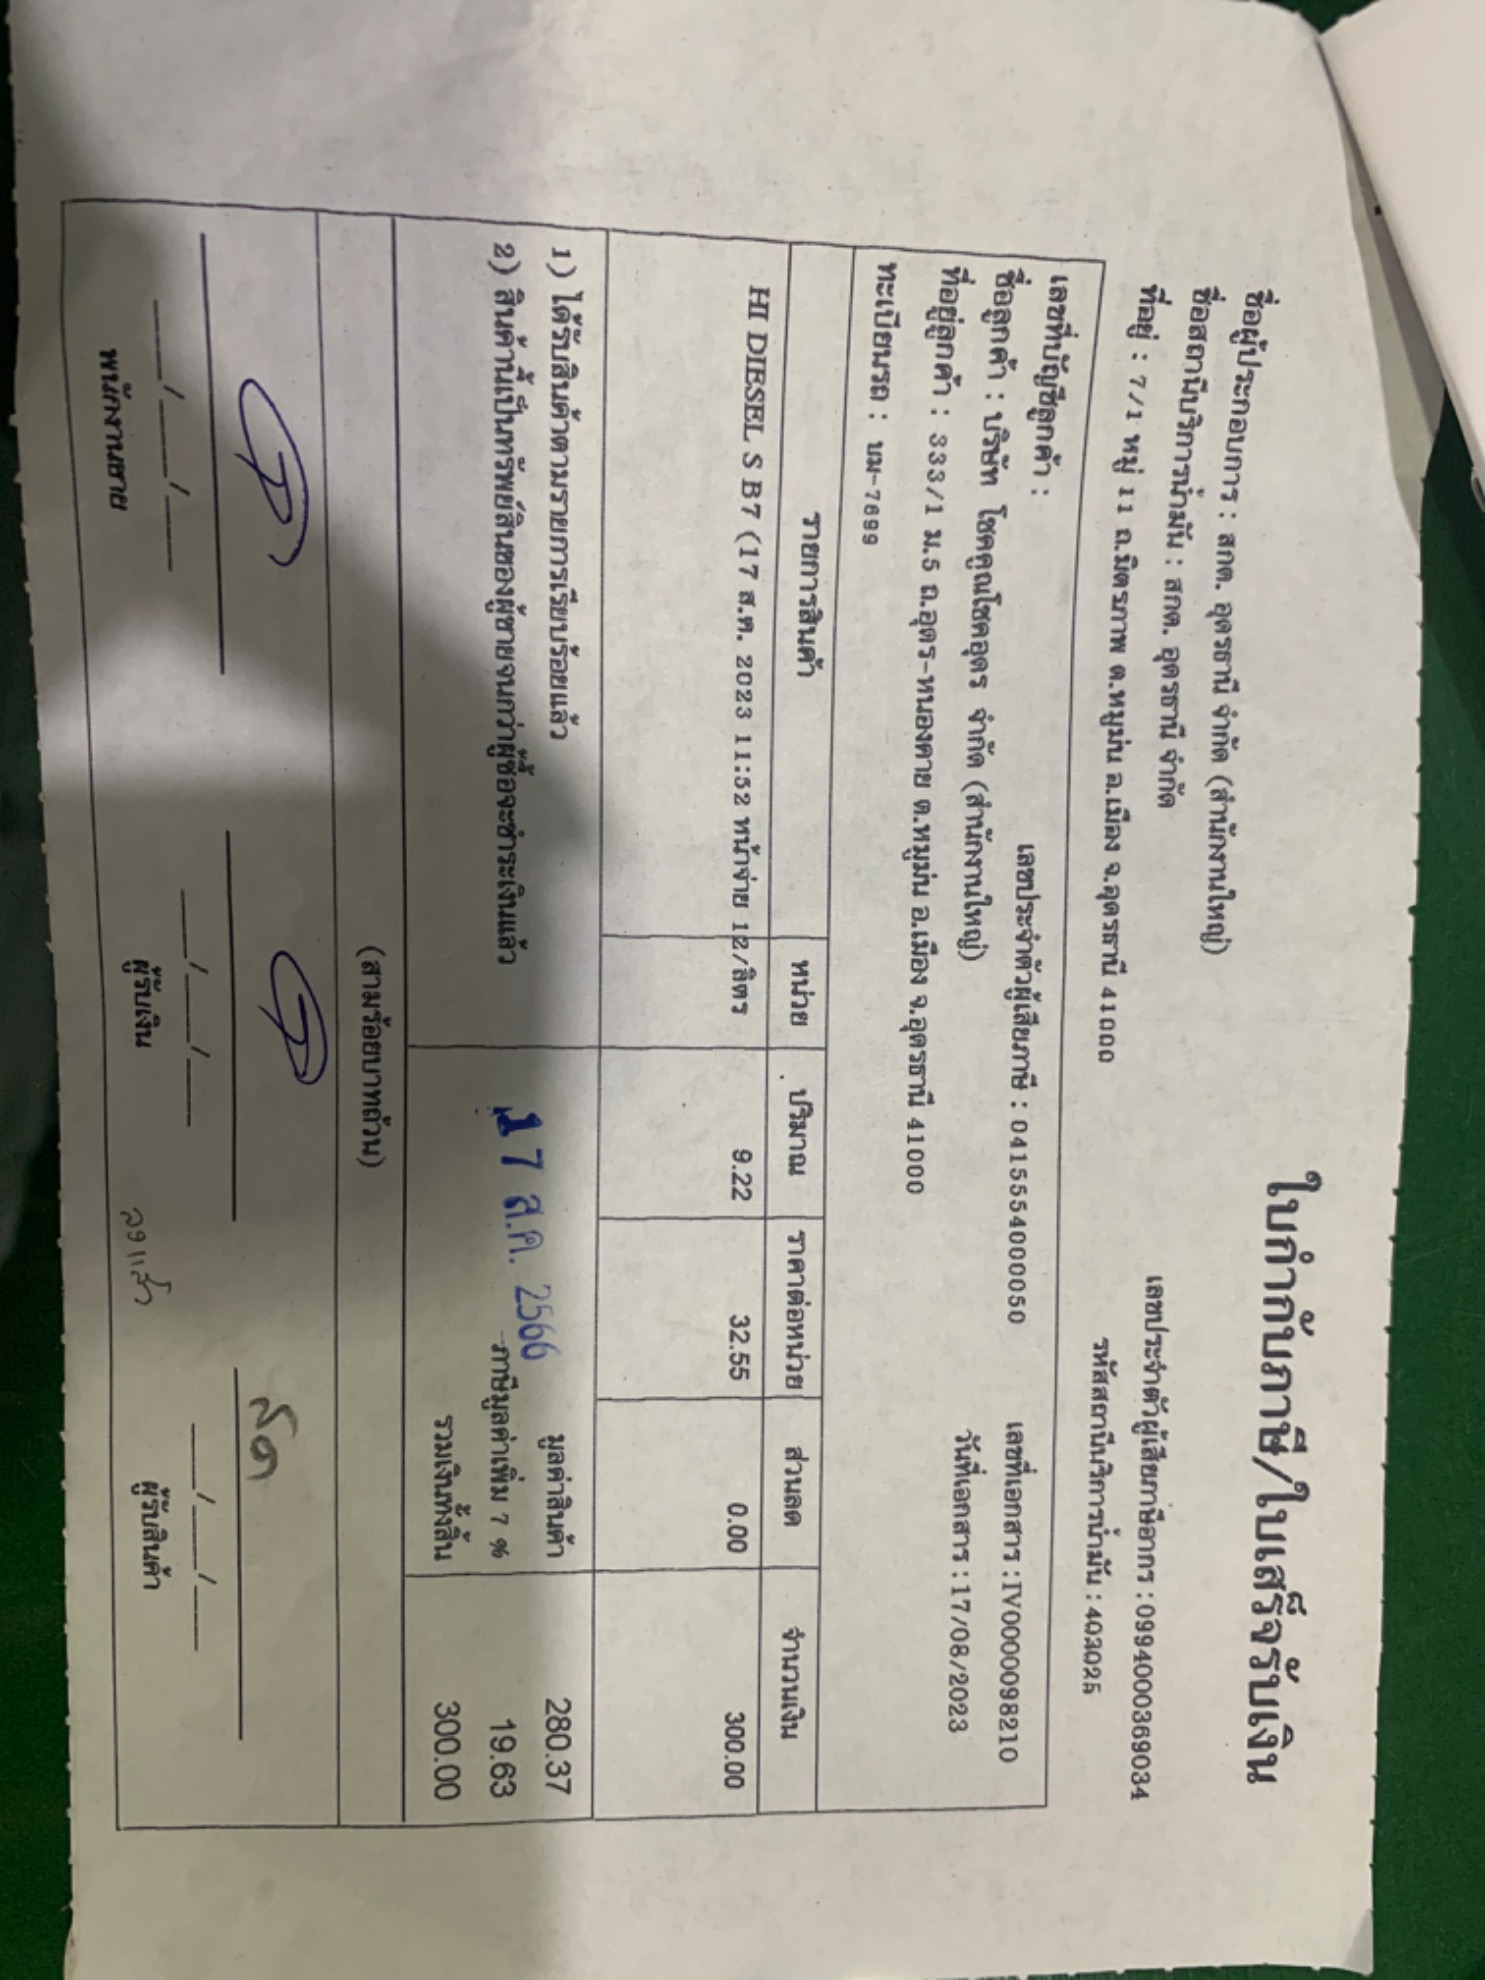 ใบกำกับภาษี/ใบเสร็จรับเงิน
ชื่อผู้ประกอบการ : สกต. อุดรธานี จำกัด (สำนักงานใหญ่)
ชื่อสถานีบริการน้ำมัน : สกต. อุดรธานี จำกัด
เลขประจำตัวผู้เสียภาษีอากร : 0994000369034
ที่อยู่ : 7/1 หมู่ 11 ถ.มิตรภาพ ต.หมูม่น อ.เมือง จ.อุดรธานี 41000
รหัสสถานีบริการน้ำมัน : 403025
เลขที่บัญชีลูกค้า :
เลขประจำตัวผู้เสียภาษี : 0415554000050
เลขที่เอกสาร : IV0000098210
ชื่อลูกค้า : บริษัท โชคคูณโชคอุดร จำกัด (สำนักงานใหญ่)
วันที่เอกสาร : 17/08/2023
ที่อยู่ลูกค้า : 333/1 ม.5 ถ.อุดร-หนองคาย ต.หมูม่น อ.เมือง จ.อุดรธานี 41000
ทะเบียนรถ : บม-7699
รายการสินค้า หน่วย ปริมาณ ราคาต่อหน่วย ส่วนลด จำนวนเงิน
HI DIESEL S B7 (17 ส.ค. 2023 11:52 หน้าจ่าย 12/ลิตร 9.22 32.55 0.00 300.00
1) ได้รับสินค้าตามรายการเรียบร้อยแล้ว
มูลค่าสินค้า 280.37
2) สินค้านี้เป็นทรัพย์สินของผู้ขายจนกว่าผู้ซื้อจะชำระเงินแล้ว
17 ส.ค. 2566
ภาษีมูลค่าเพิ่ม 7 % 19.63
รวมเงินทั้งสิ้น 300.00
(สามร้อยบาทถ้วน)
สด
___/___/___ ___/___/___ ___/___/___
พนักงานขาย ผู้รับเงิน ผู้รับสินค้า
ลงแล้ว